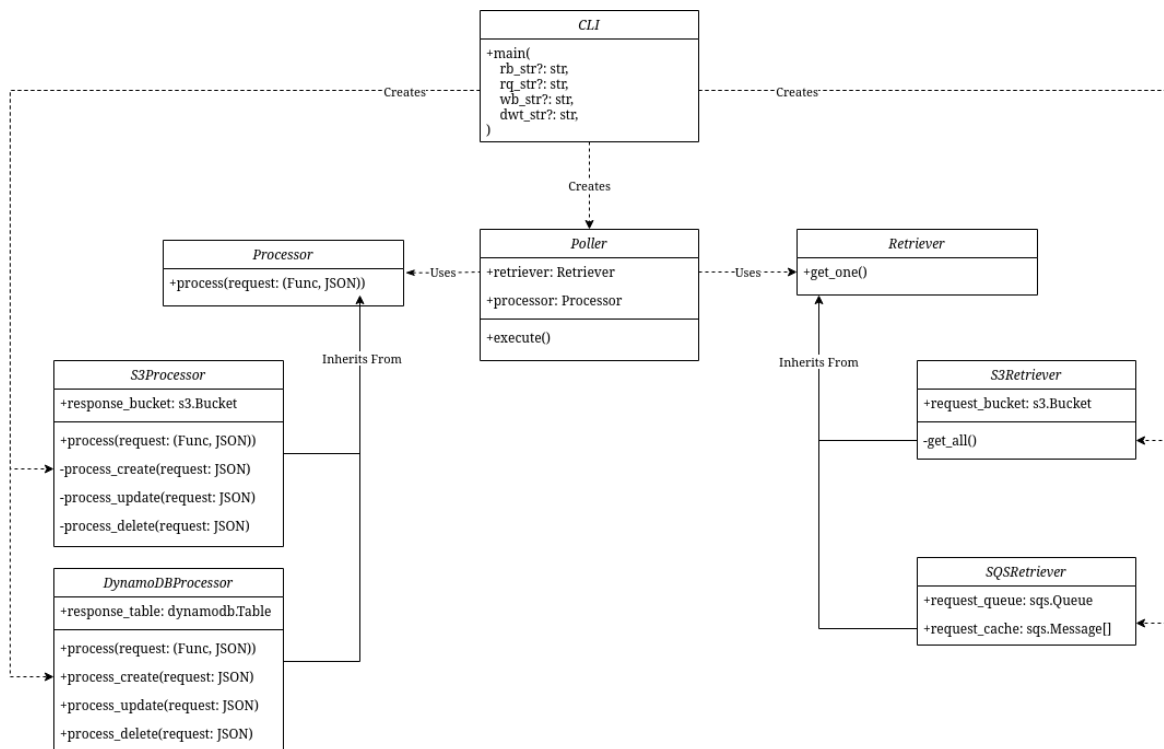 CLI
+main(
rb_str?: str,
rq_str?: str,
wb_str?: str,
dwt_str?: str,
)
Creates
Creates
Creates
Processor
+process(request: (Func, JSON))
Uses
Poller
+retriever: Retriever
+processor: Processor
+execute()
Uses
Retriever
+get_one()
Inherits From
Inherits From
S3Processor
+response_bucket: s3.Bucket
+process(request: (Func, JSON))
-process_create(request: JSON)
-process_update(request: JSON)
-process_delete(request: JSON)
S3Retriever
+request_bucket: s3.Bucket
-get_all()
DynamoDBProcessor
+response_table: dynamodb.Table
+process(request: (Func, JSON))
+process_create(request: JSON)
+process_update(request: JSON)
+process_delete(request: JSON)
SQSRetriever
+request_queue: sqs.Queue
+request_cache: sqs.Message[]